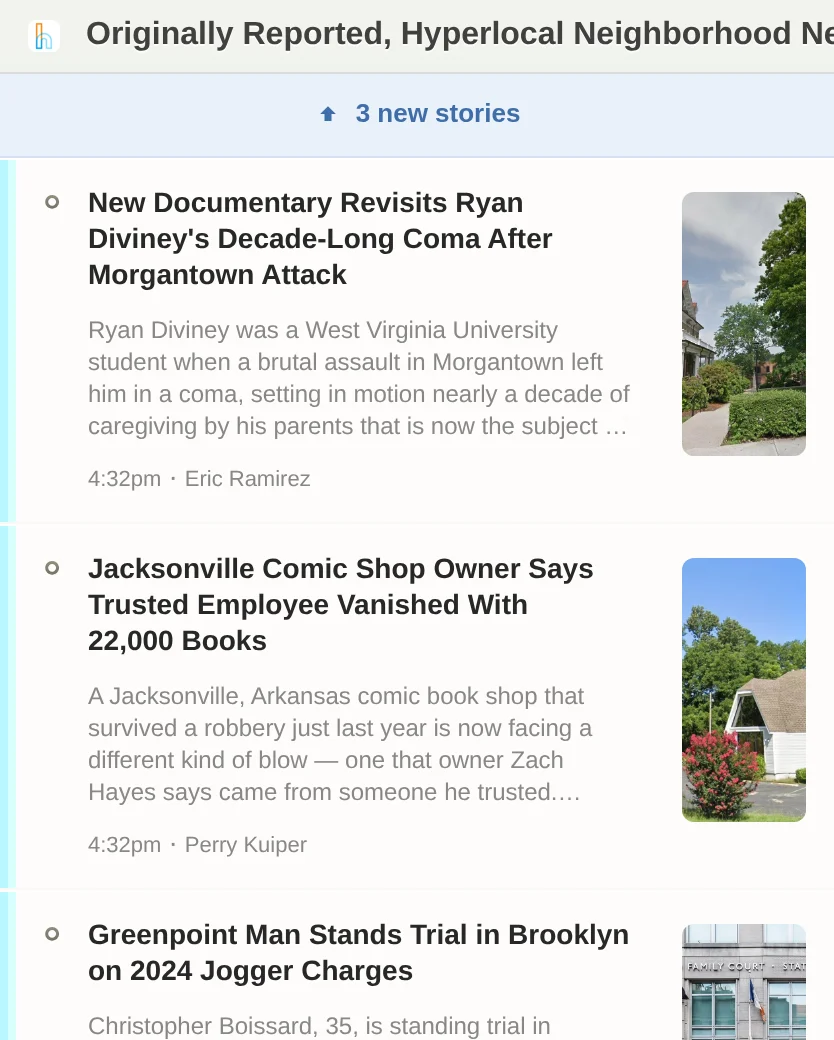 Originally Reported, Hyperlocal Neighborhood Ne
3 new stories
New Documentary Revisits Ryan
Diviney's Decade-Long Coma After
Morgantown Attack
Ryan Diviney was a West Virginia University
student when a brutal assault in Morgantown left
him in a coma, setting in motion nearly a decade of
caregiving by his parents that is now the subject …
4:32pm · Eric Ramirez
Jacksonville Comic Shop Owner Says
Trusted Employee Vanished With
22,000 Books
A Jacksonville, Arkansas comic book shop that
survived a robbery just last year is now facing a
different kind of blow — one that owner Zach
Hayes says came from someone he trusted.…
4:32pm · Perry Kuiper
Greenpoint Man Stands Trial in Brooklyn
on 2024 Jogger Charges
FAMILY COURT · STAT
Christopher Boissard, 35, is standing trial in